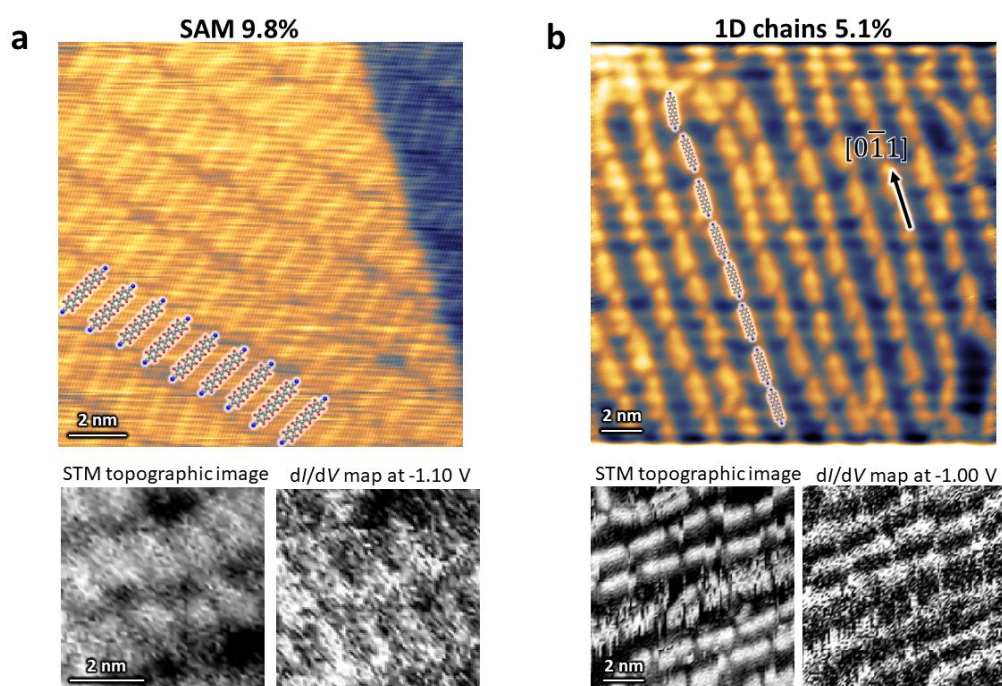 a
SAM 9.8%
2 nm
STM topographic image
dI/dV map at -1.10 V
2 nm
b
1D chains 5.1%
[01̅1]
2 nm
STM topographic image
dI/dV map at -1.00 V
2 nm